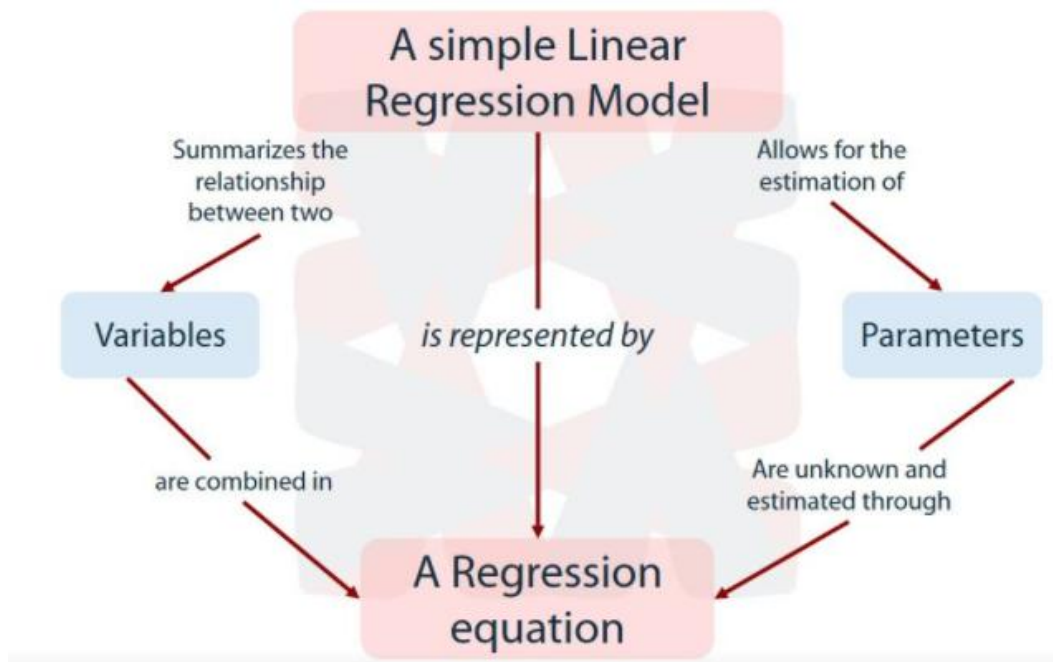 A simple Linear
Regression Model
Summarizes the
relationship
between two
Allows for the
estimation of
Variables
is represented by
Parameters
are combined in
Are unknown and
estimated through
A Regression
equation